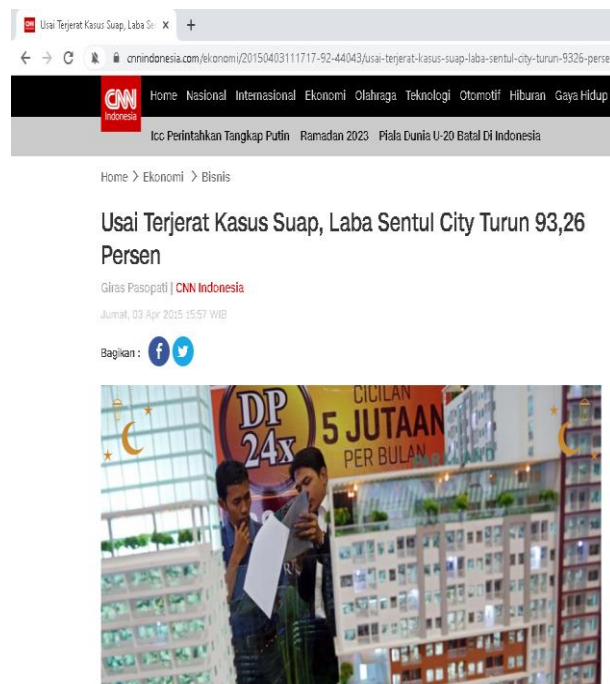 Usai Terjerat Kasus Suap, Laba Se
cnnindonesia.com/ekonomi/20150403111717-92-44043/usai-terjerat-kasus-suap-laba-sentul-city-turun-9326-perse
CNN Indonesia
Home Nasional Internasional Ekonomi Olahraga Teknologi Otomotif Hiburan Gaya Hidup
Icc Perintahkan Tangkap Putin Ramadan 2023 Piala Dunia U-20 Batal Di Indonesia
Home > Ekonomi > Bisnis
Usai Terjerat Kasus Suap, Laba Sentul City Turun 93,26
Persen
Giras Pasopati | CNN Indonesia
Jumat, 03 Apr 2015 15:57 WIB
Bagikan :
DP
24x
CICILAN
5 JUTAAN
PER BULAN
PARKLAND